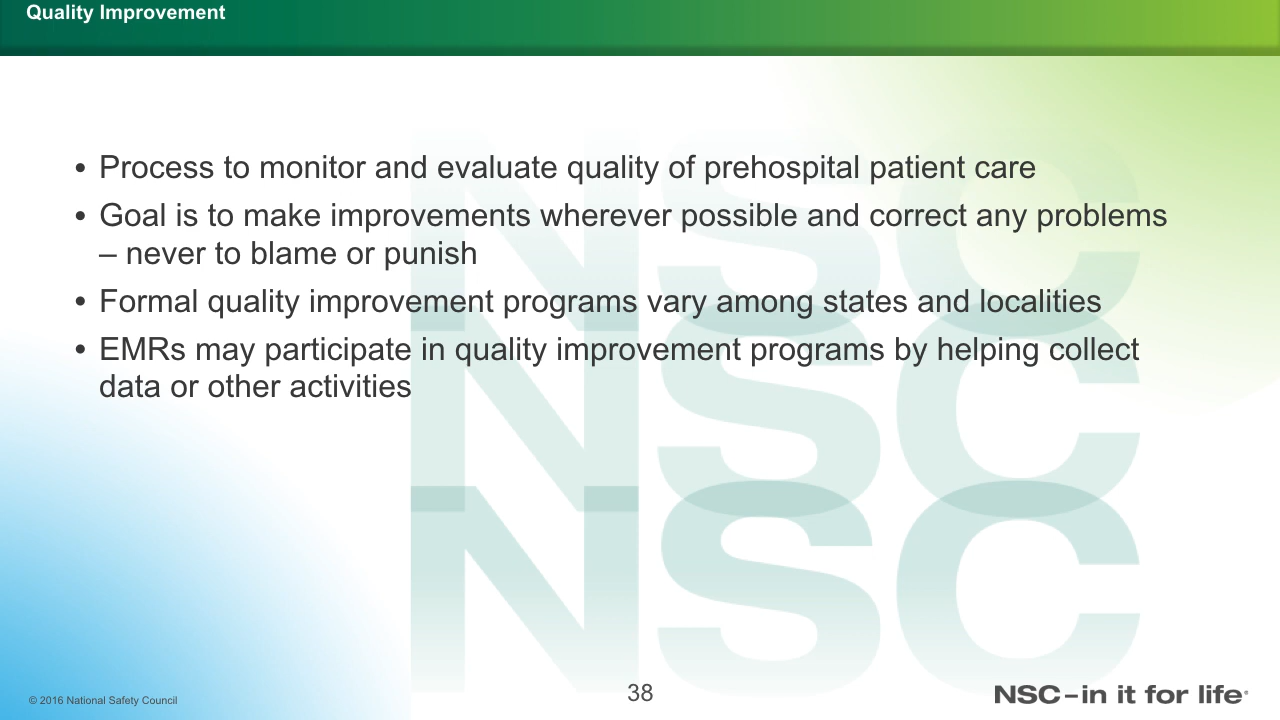 Quality Improvement
• Process to monitor and evaluate quality of prehospital patient care
• Goal is to make improvements wherever possible and correct any problems
– never to blame or punish
• Formal quality improvement programs vary among states and localities
• EMRs may participate in quality improvement programs by helping collect
data or other activities
NSC
NSC
NSC
© 2016 National Safety Council
38
NSC–in it for life®